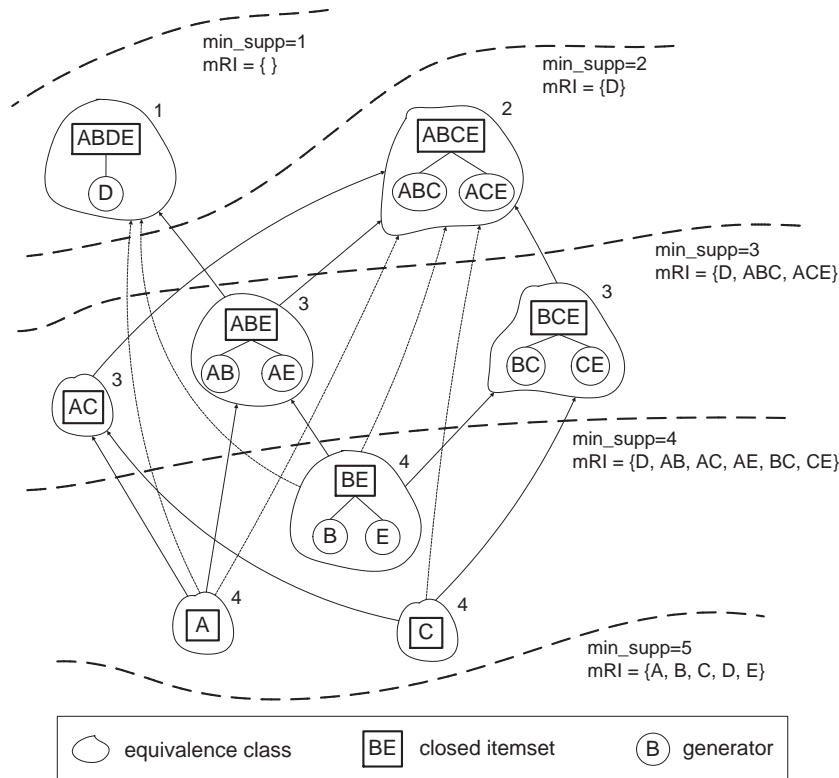 min_supp=1
mRI = { }
min_supp=2
mRI = {D}
1
ABDE
D
2
ABCE
ABC
ACE
min_supp=3
mRI = {D, ABC, ACE}
3
ABE
AB
AE
3
BCE
BC
CE
3
AC
min_supp=4
mRI = {D, AB, AC, AE, BC, CE}
4
BE
B
E
4
A
4
C
min_supp=5
mRI = {A, B, C, D, E}
equivalence class
BE
closed itemset
B
generator